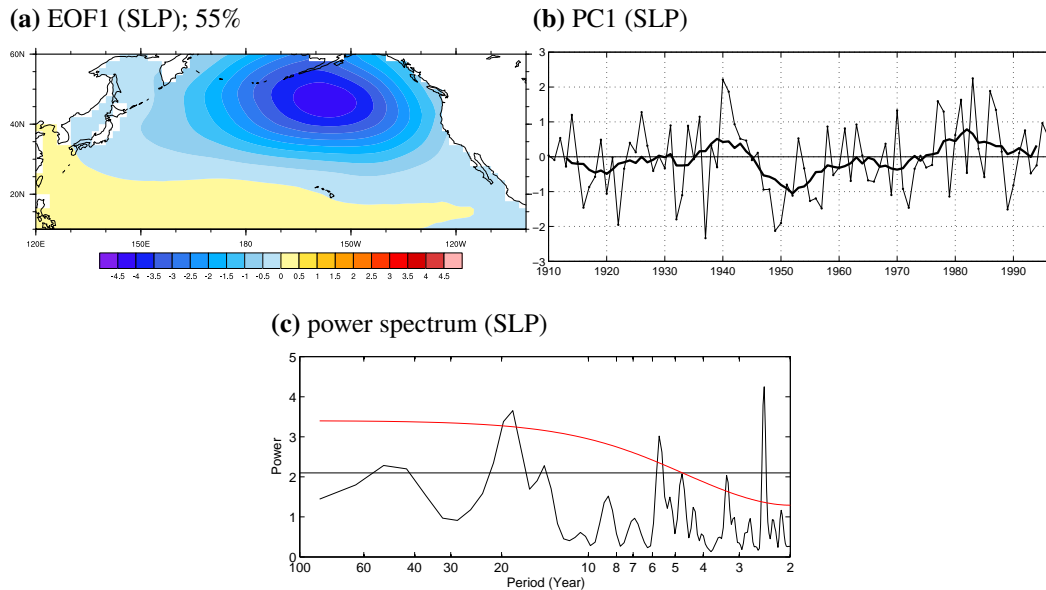 (a) EOF1 (SLP); 55%
60N
40N
20N
120E 150E 180E 150W 120W
-4.5 -4 -3.5 -3 -2.5 -2 -1.5 -1 -0.5 0 0.5 1 1.5 2 2.5 3 3.5 4 4.5
(b) PC1 (SLP)
3
2
1
0
−1
−2
−3
1910 1920 1930 1940 1950 1960 1970 1980 1990
(c) power spectrum (SLP)
Power
5
4
3
2
1
0
100 60 40 30 20 10 8 7 6 5 4 3 2
Period (Year)